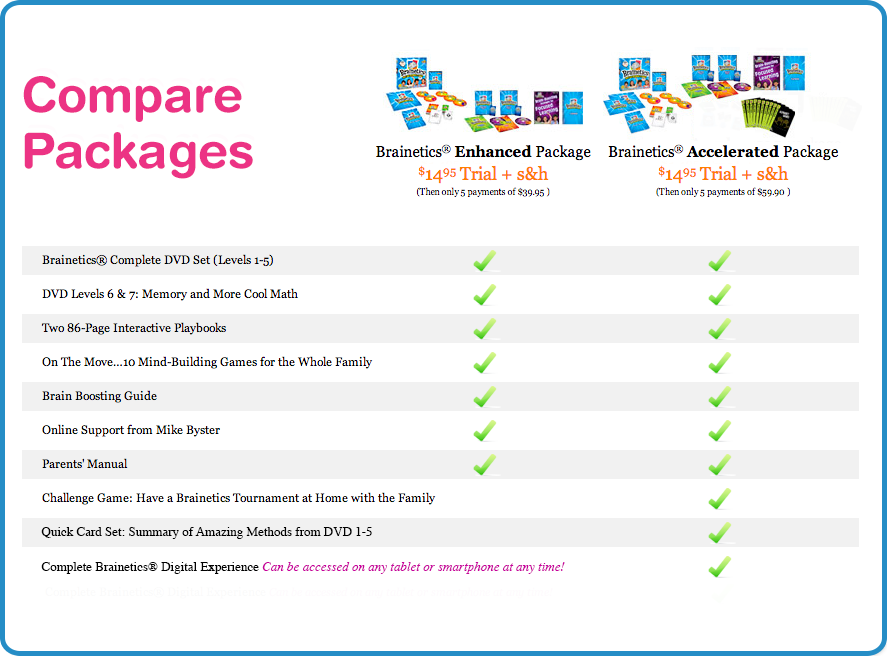 Compare
Packages
Brainetics® Enhanced Package
$14.95 Trial + s&h
(Then only 5 payments of $39.95 )
Brainetics® Accelerated Package
$14.95 Trial + s&h
(Then only 5 payments of $59.90 )
Brainetics® Complete DVD Set (Levels 1-5)
DVD Levels 6 & 7: Memory and More Cool Math
Two 86-Page Interactive Playbooks
On The Move...10 Mind-Building Games for the Whole Family
Brain Boosting Guide
Online Support from Mike Byster
Parents' Manual
Challenge Game: Have a Brainetics Tournament at Home with the Family
Quick Card Set: Summary of Amazing Methods from DVD 1-5
Complete Brainetics® Digital Experience Can be accessed on any tablet or smartphone at any time!